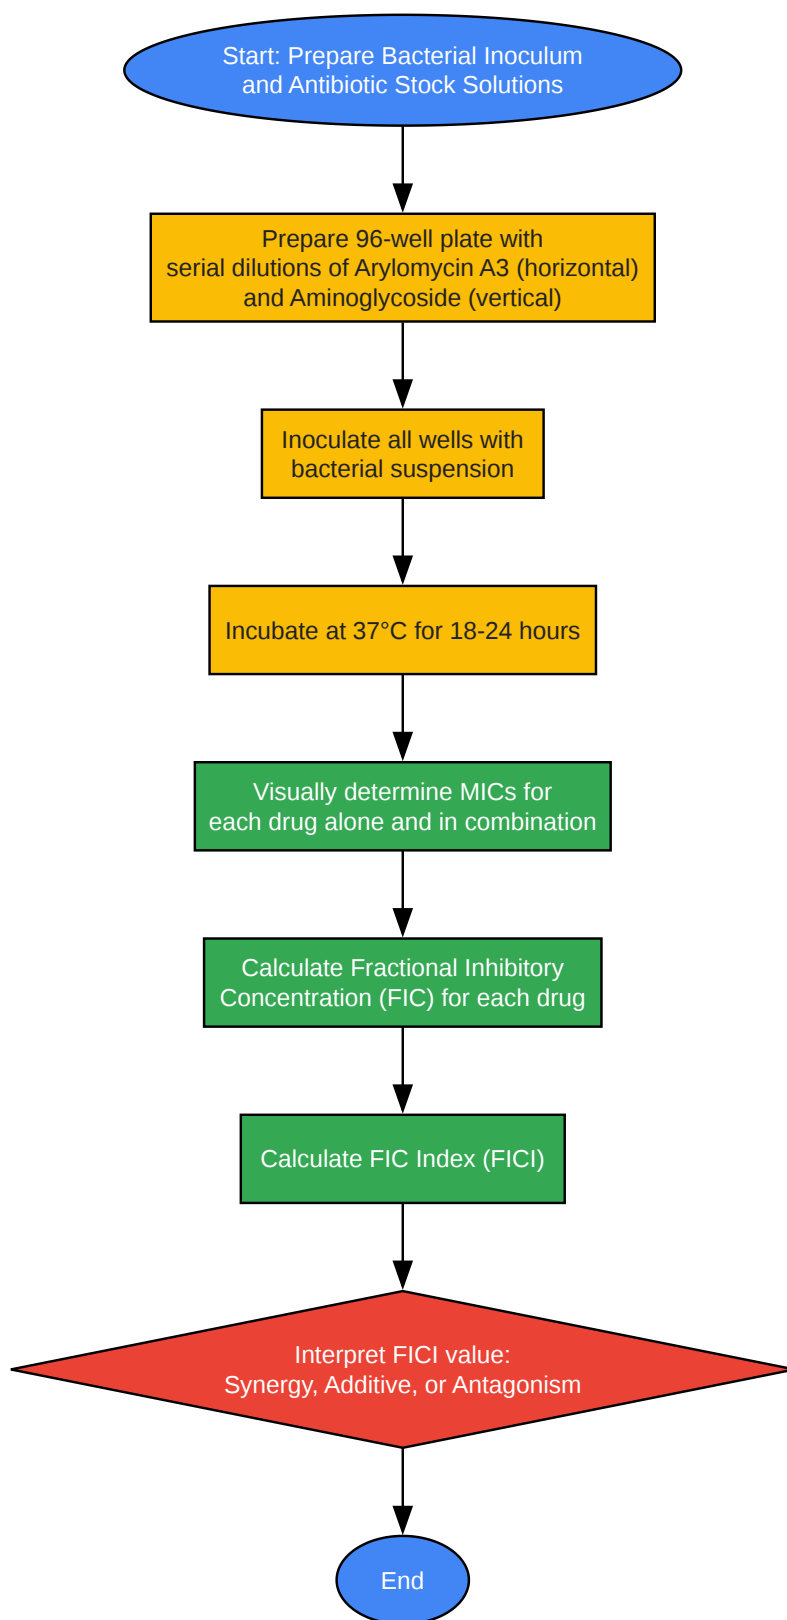 Start: Prepare Bacterial Inoculum
and Antibiotic Stock Solutions
Prepare 96-well plate with
serial dilutions of Arylomycin A3 (horizontal)
and Aminoglycoside (vertical)
Inoculate all wells with
bacterial suspension
Incubate at 37°C for 18-24 hours
Visually determine MICs for
each drug alone and in combination
Calculate Fractional Inhibitory
Concentration (FIC) for each drug
Calculate FIC Index (FICI)
Interpret FICI value:
Synergy, Additive, or Antagonism
End